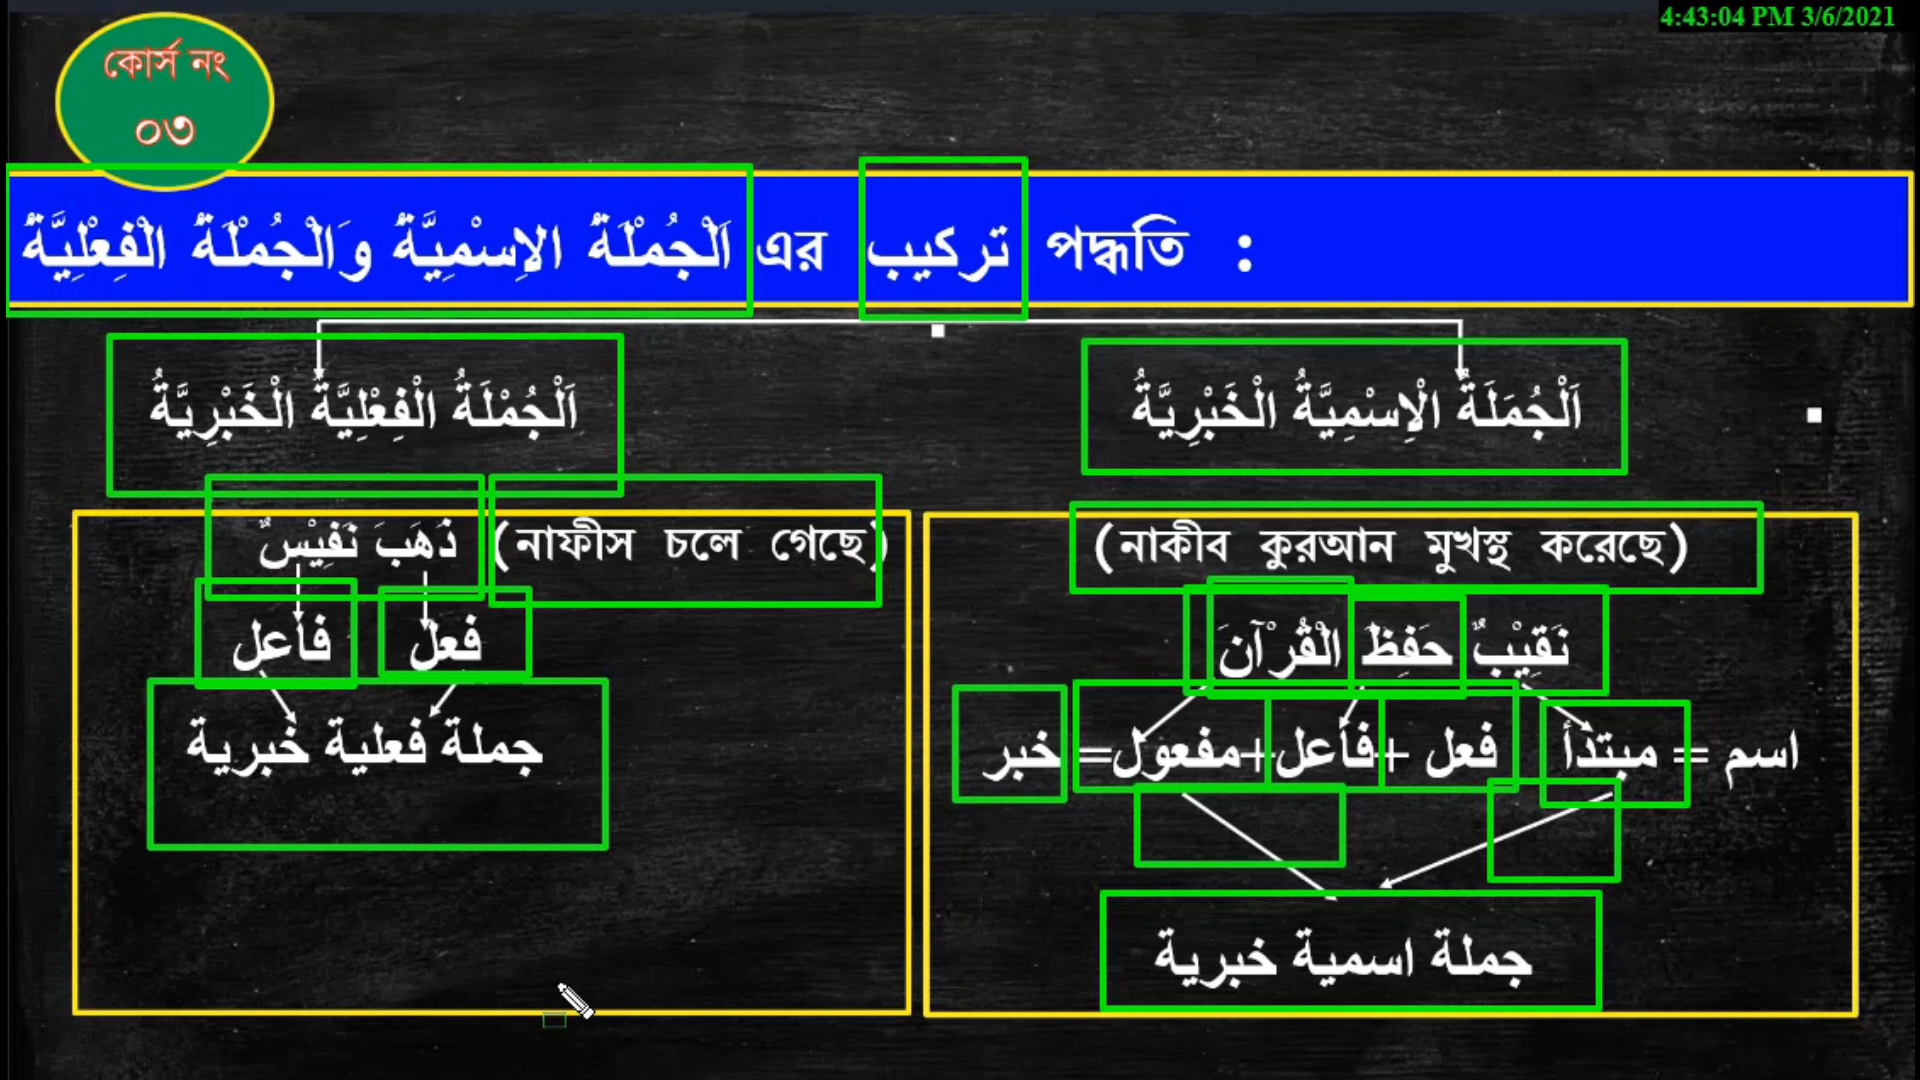 4:43:04 PM 3/6/2021
কোর্স নং
০৩
اَلْجُمْلَةُ الاِسْمِيَّةُ وَالْجُمْلَةُ الْفِعْلِيَّةُ এর تركيب পদ্ধতি :
اَلْجُمْلَةُ الْفِعْلِيَّةُ الْخَبْرِيَّةُ
اَلْجُمَلَةُ الْاِسْمِيَّةُ الْخَبْرِيَّةُ
ذَهَبَ نَفِيْسٌ (নাফীস চলে গেছে)
فعل فاعل
جملة فعلية خبرية
(নাকীব কুরআন মুখস্থ করেছে)
نَقِيْبٌ حَفِظَ الْقُرْآنَ
اسم = مبتدأ فعل + فاعل + مفعول = خبر
جملة اسمية خبرية